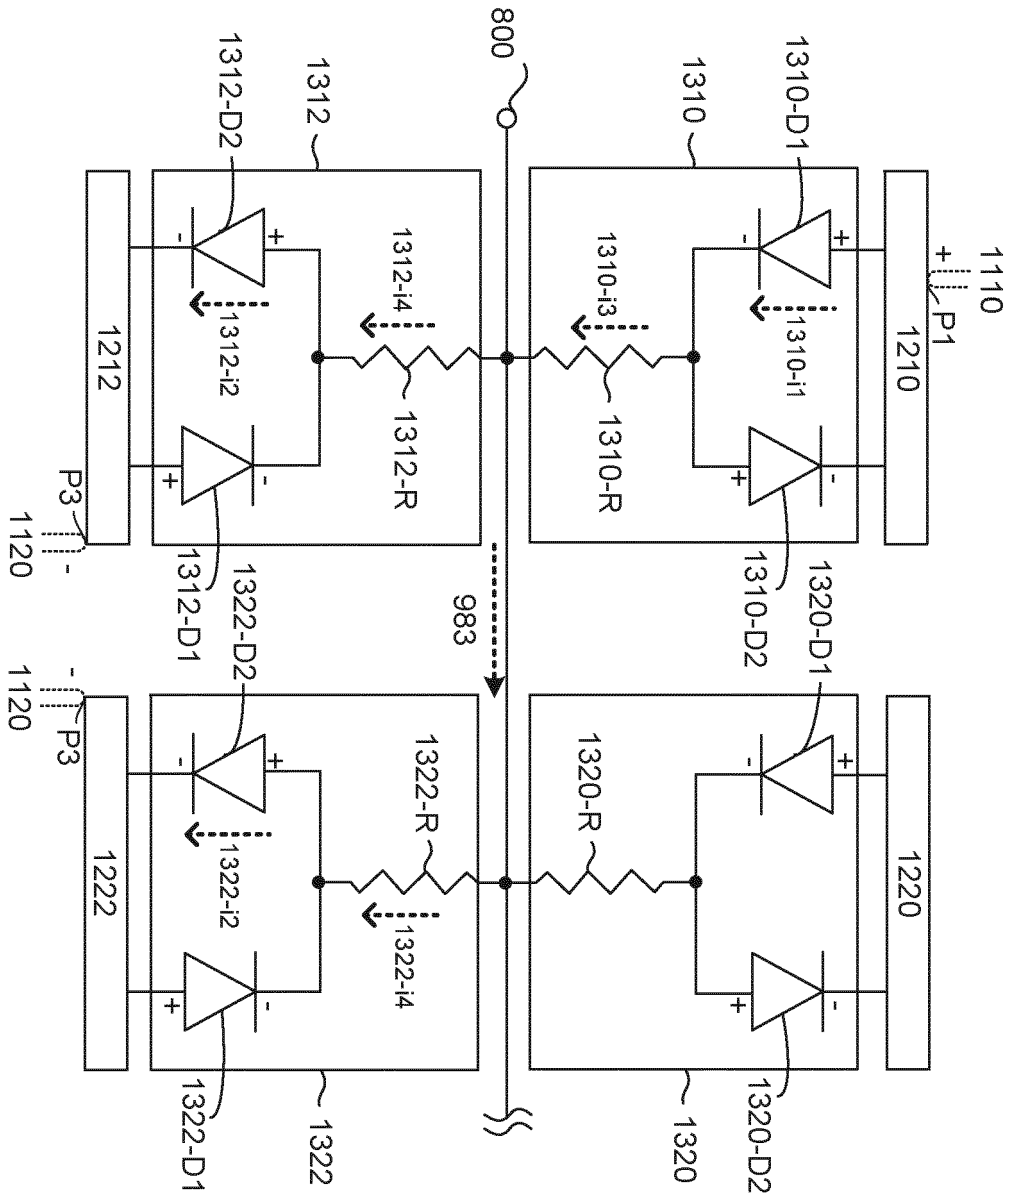 1110
+
P1
1210
1220
+
-
+
-
1310-D1
1310-i1
1320-D1
-
+
-
+
1310-D2
1320-D2
1310
1320
1310-i3
1310-R
1320-R
800
983
1312-i4
1312-R
1322-R
1322-i4
1312
1322
+
-
+
-
1312-D2
1312-i2
1322-D2
1322-i2
-
+
-
+
1312-D1
1322-D1
1212
1222
P3
P3
-
-
1120
1120